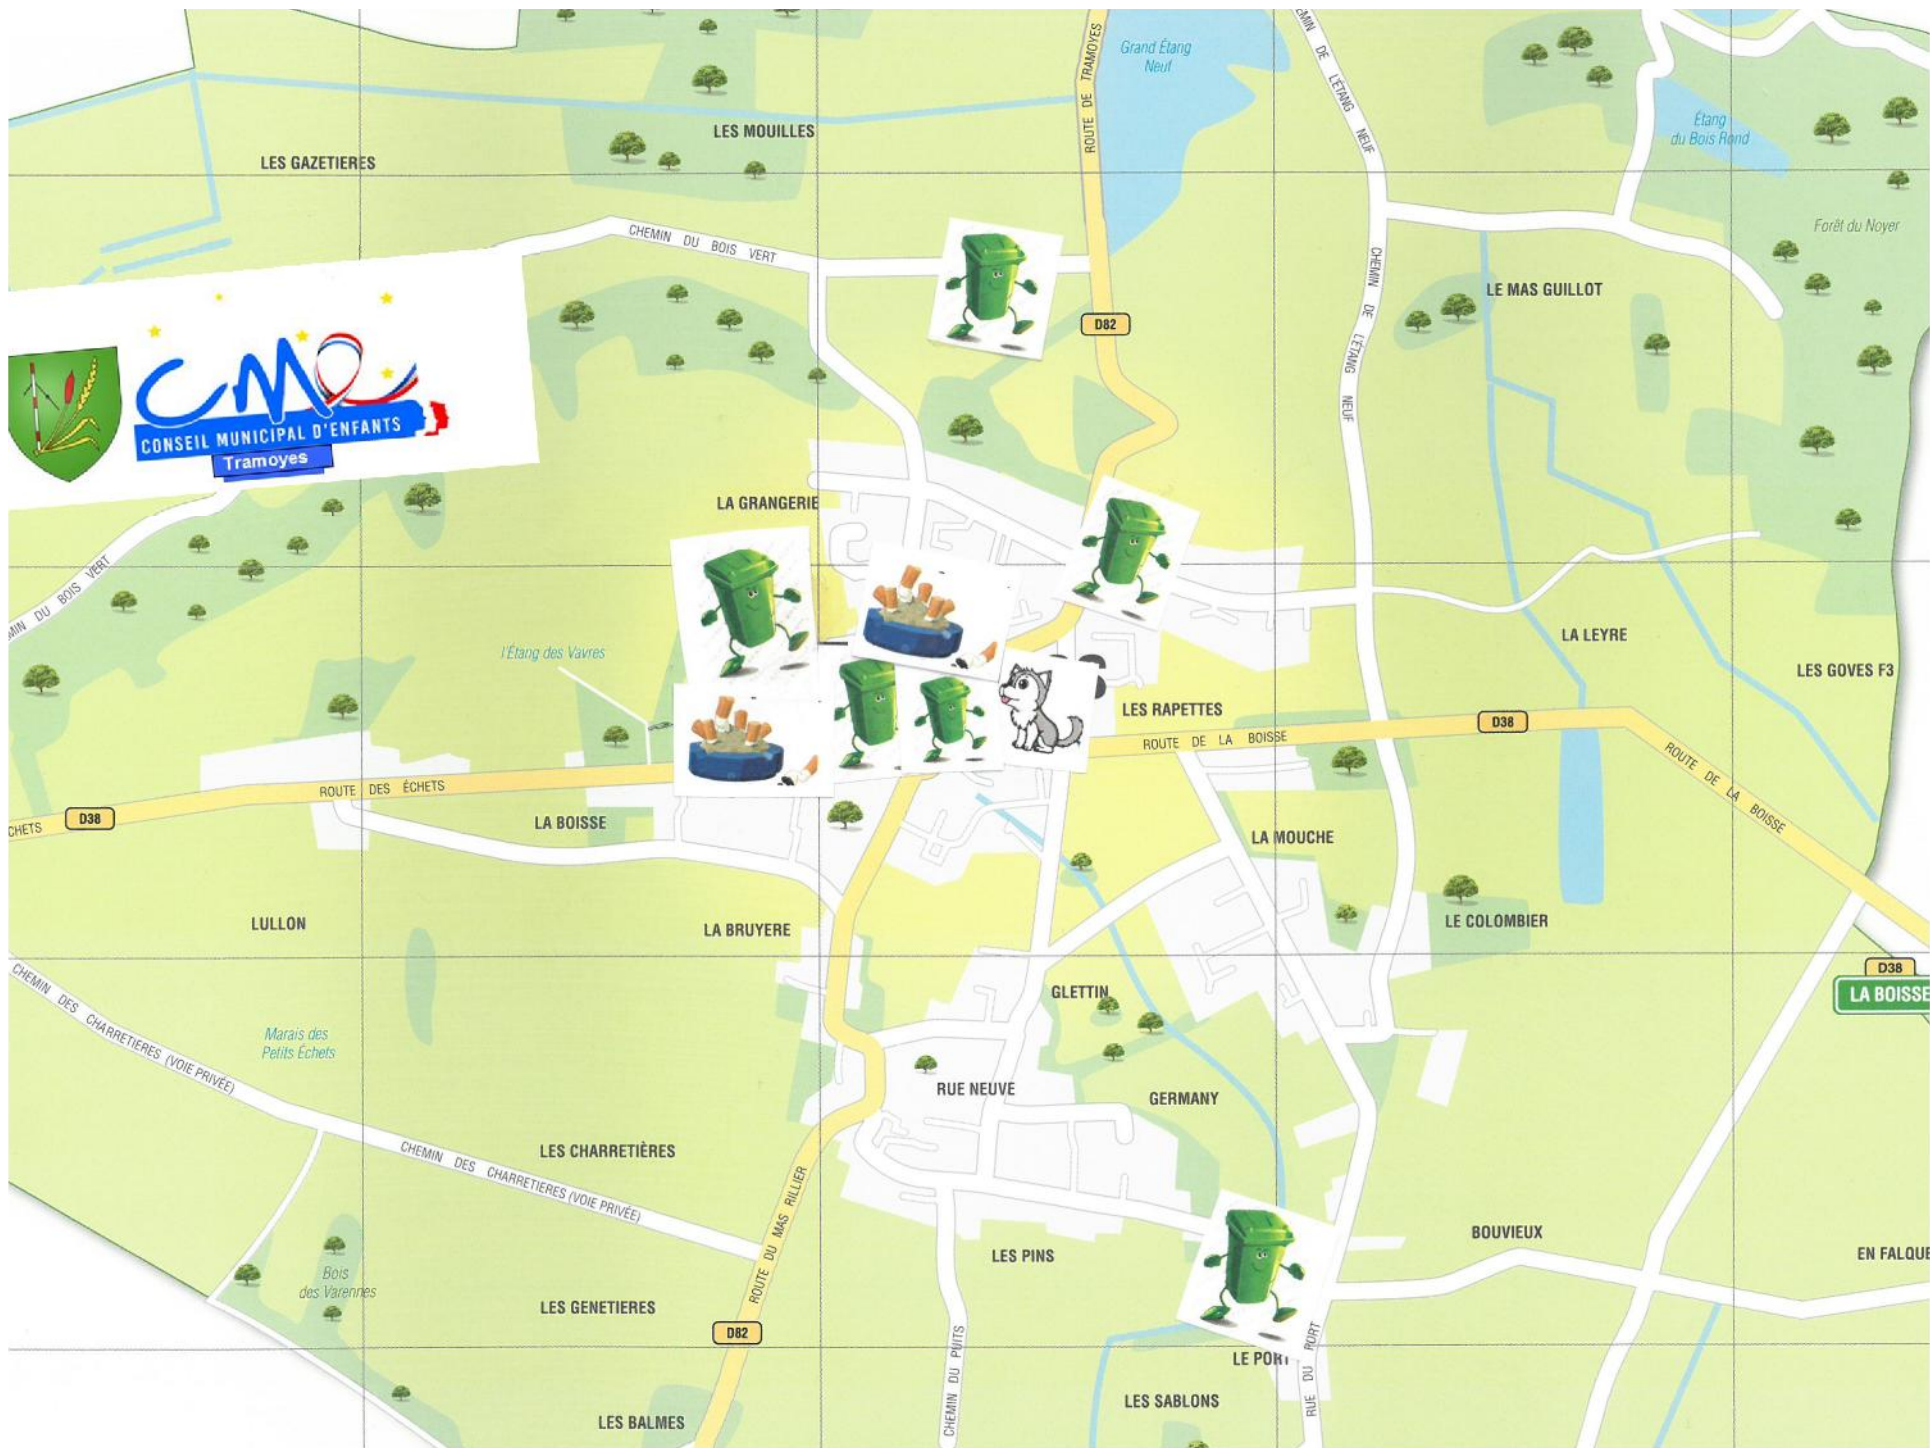 ROUTE DE TRAMOYES
Grand Étang
Neuf
CHEMIN DE L'ÉTANG NEUF
Étang
du Bois Rond
LES MOUILLES
LES GAZETIERES
Forêt du Noyer
CHEMIN DU BOIS VERT
CHEMIN DE L'ÉTANG NEUF
LE MAS GUILLOT
D82
CONSEIL MUNICIPAL D'ENFANTS
Tramoyes
LA GRANGERIE
MIN DU BOIS VERT
l'Étang des Vavres
LA LEYRE
LES GOVES F3
LES RAPETTES
D38
ROUTE DE LA BOISSE
ROUTE DE LA BOISSE
ROUTE DES ÉCHETS
CHETS
D38
LA BOISSE
LA MOUCHE
LULLON
LA BRUYERE
LE COLOMBIER
D38
LA BOISSE
GLETTIN
CHEMIN DES CHARRETIERES (VOIE PRIVÉE)
Marais des
Petits Échets
RUE NEUVE
GERMANY
LES CHARRETIÈRES
CHEMIN DES CHARRETIERES (VOIE PRIVÉE)
ROUTE DU MAS RILLIER
BOUVIEUX
LES PINS
EN FALQUE
Bois
des Varennes
LES GENETIERES
D82
CHEMIN DU PUITS
LE PORT
RUE DU PORT
LES SABLONS
LES BALMES